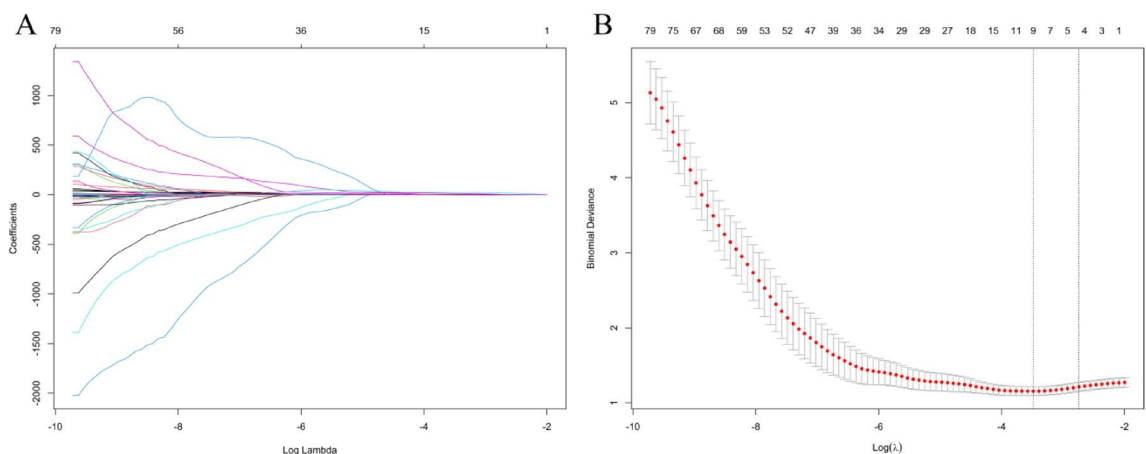 A
79 56 36 15 1
Coefficients
1000
500
0
-500
-1000
-1500
-2000
-10 -8 -6 -4 -2
Log Lambda
B
79 75 67 68 59 53 52 47 39 36 34 29 29 27 18 15 11 9 7 5 4 3 1
Binomial Deviance
5
4
3
2
1
-10 -8 -6 -4 -2
Log(λ)